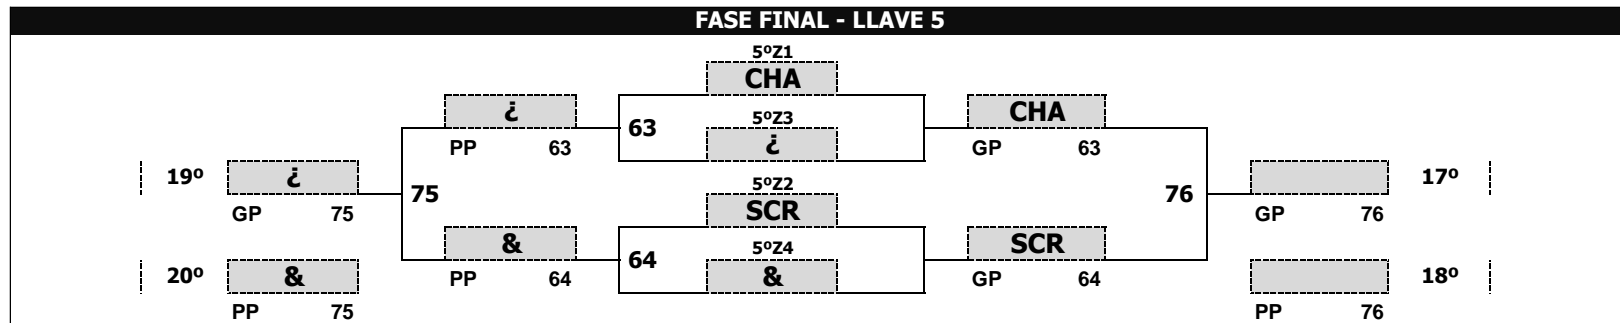 FASE FINAL - LLAVE 5
5ºZ1
CHA
¿ CHA
63 5ºZ3
PP 63 ¿ GP 63
19º ¿ 17º
75 5ºZ2 76
GP 75 SCR GP 76
& SCR
64 5ºZ4
20º & PP 64 & GP 64 18º
PP 75 PP 76